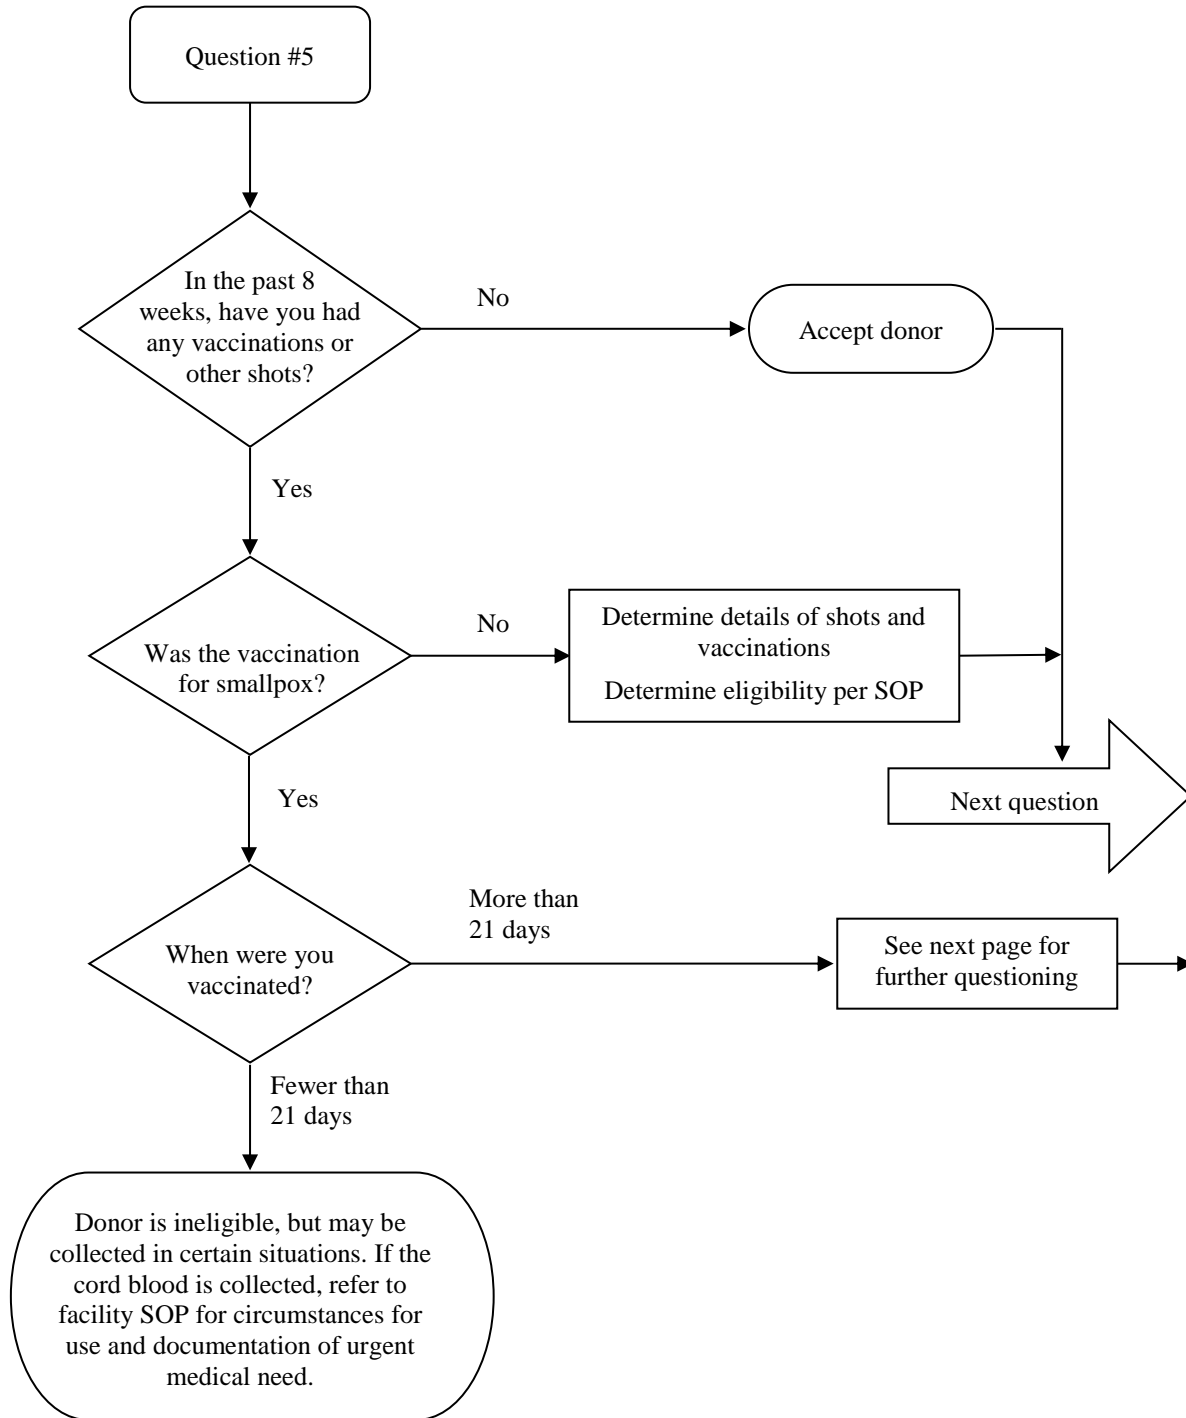 Question #5
In the past 8
weeks, have you had
any vaccinations or
other shots?
No
Accept donor
Yes
Was the vaccination
for smallpox?
No
Determine details of shots and
vaccinations
Determine eligibility per SOP
Next question
Yes
When were you
vaccinated?
More than
21 days
See next page for
further questioning
Fewer than
21 days
Donor is ineligible, but may be
collected in certain situations. If the
cord blood is collected, refer to
facility SOP for circumstances for
use and documentation of urgent
medical need.